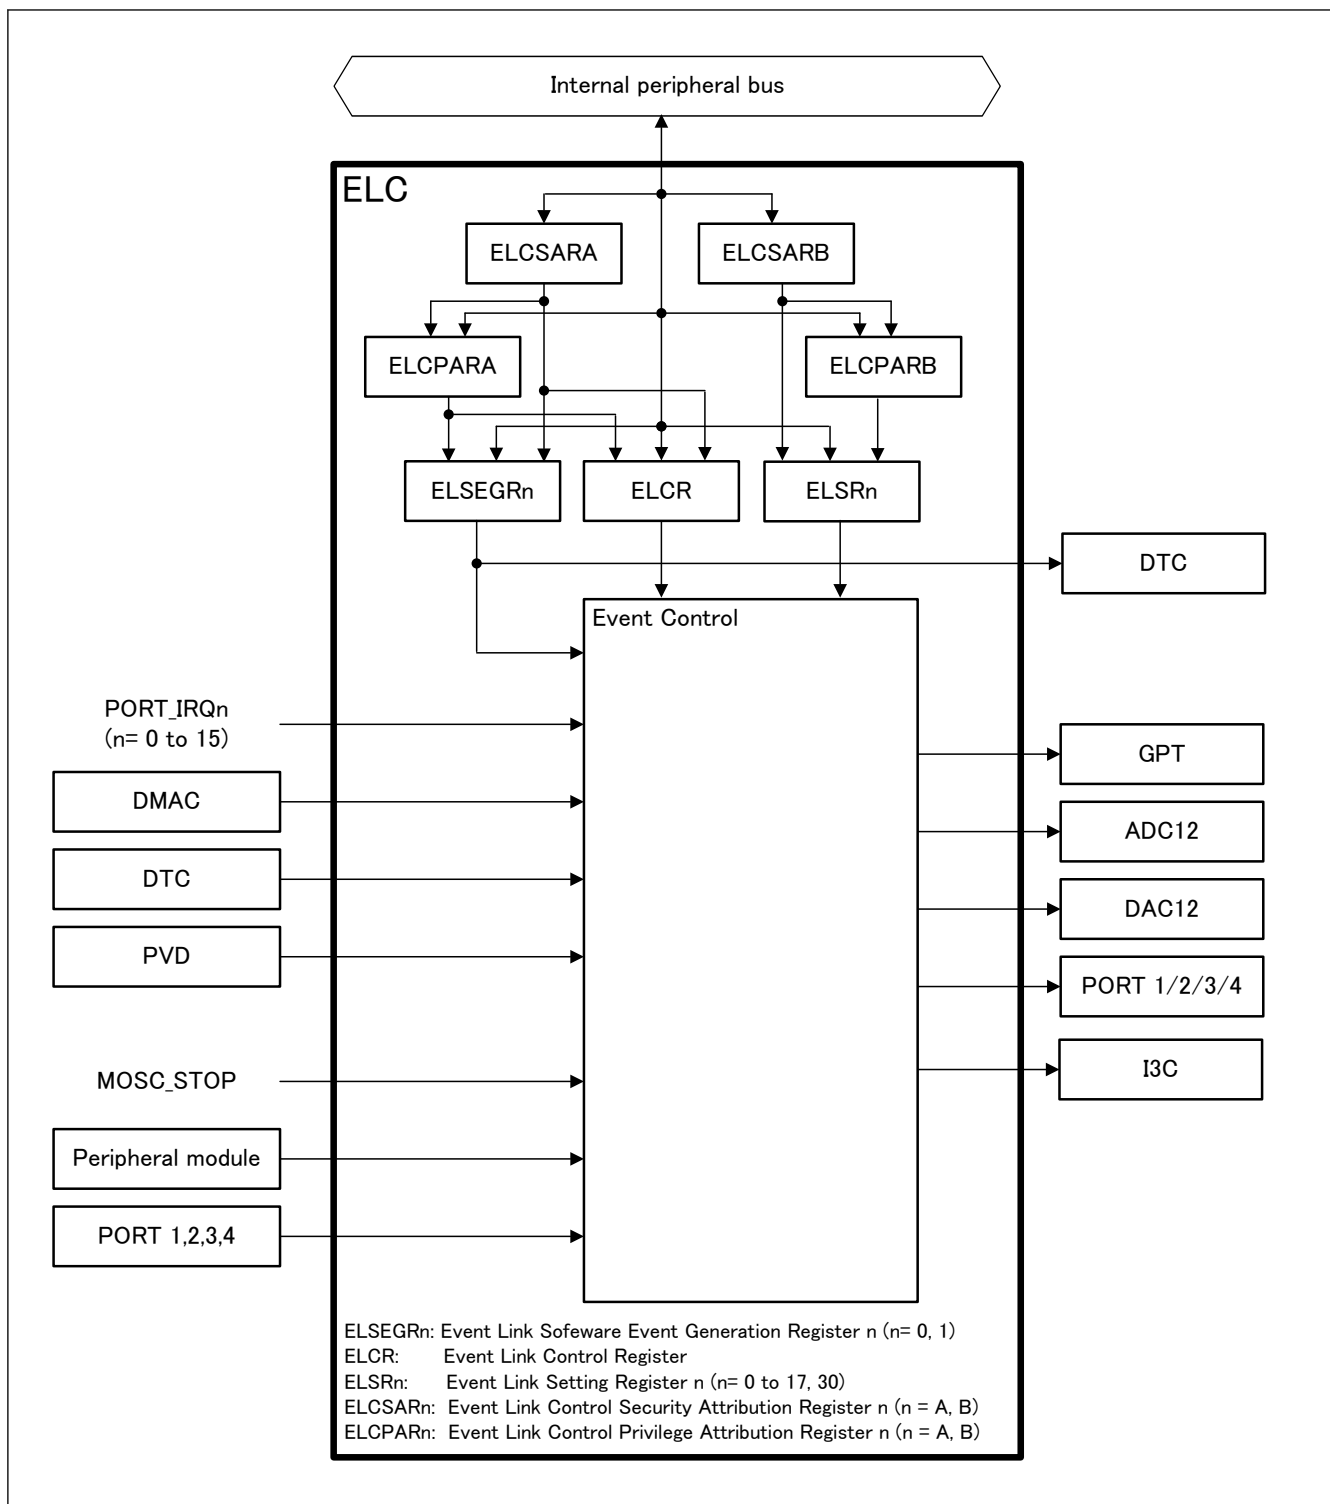 Internal peripheral bus
ELC
ELCSARA
ELCSARB
ELCPARA
ELCPARB
ELSEGRn
ELCR
ELSRn
DTC
Event Control
PORT_IRQn
(n= 0 to 15)
GPT
DMAC
ADC12
DTC
DAC12
PVD
PORT 1/2/3/4
MOSC_STOP
I3C
Peripheral module
PORT 1,2,3,4
ELSEGRn: Event Link Sofeware Event Generation Register n (n= 0, 1)
ELCR: Event Link Control Register
ELSRn: Event Link Setting Register n (n= 0 to 17, 30)
ELCSARn: Event Link Control Security Attribution Register n (n = A, B)
ELCPARn: Event Link Control Privilege Attribution Register n (n = A, B)